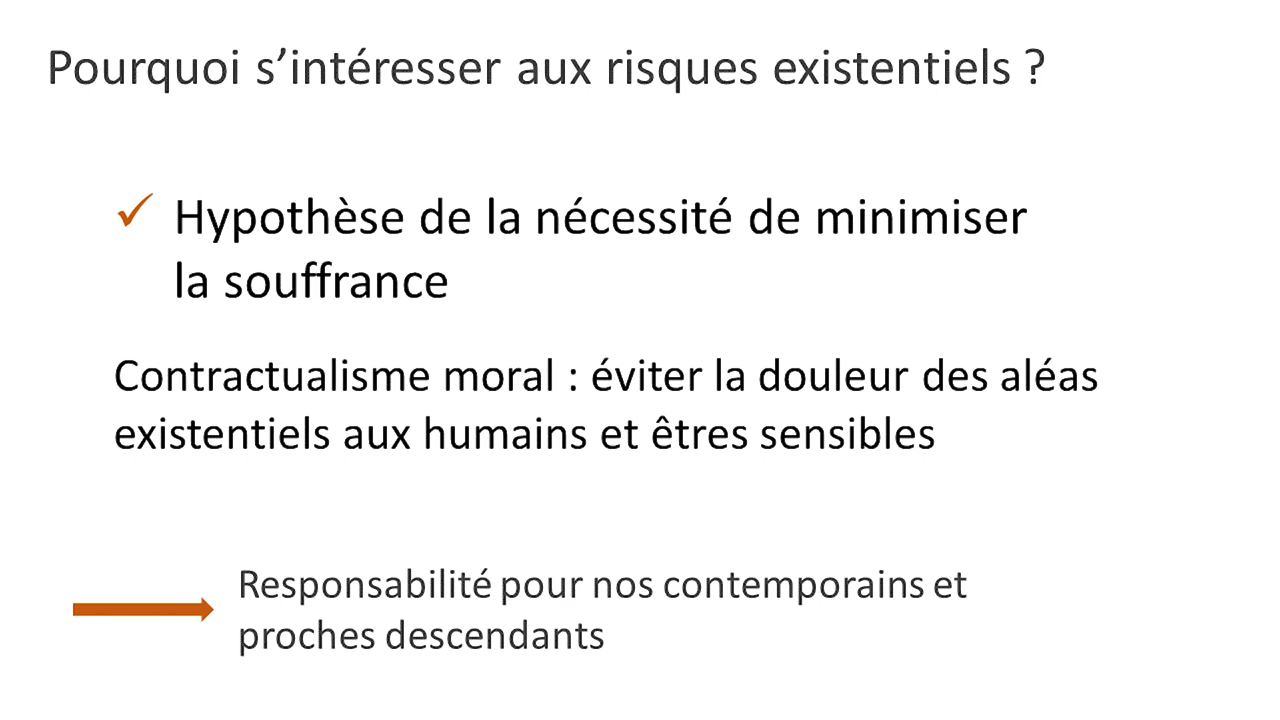 Pourquoi s’intéresser aux risques existentiels ?
Hypothèse de la nécessité de minimiser
la souffrance
Contractualisme moral : éviter la douleur des aléas
existentiels aux humains et êtres sensibles
Responsabilité pour nos contemporains et
proches descendants